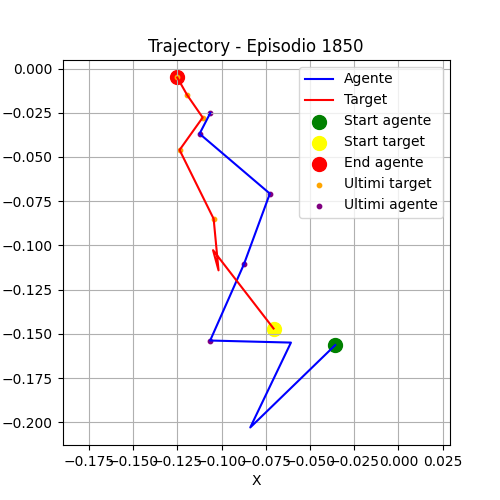 Trajectory - Episodio 1850
0.000
−0.025
−0.050
−0.075
−0.100
−0.125
−0.150
−0.175
−0.200
Agente
Target
Start agente
Start target
End agente
Ultimi target
Ultimi agente
−0.175 −0.150 −0.125 −0.100 −0.075 −0.050 −0.025 0.000 0.025
X